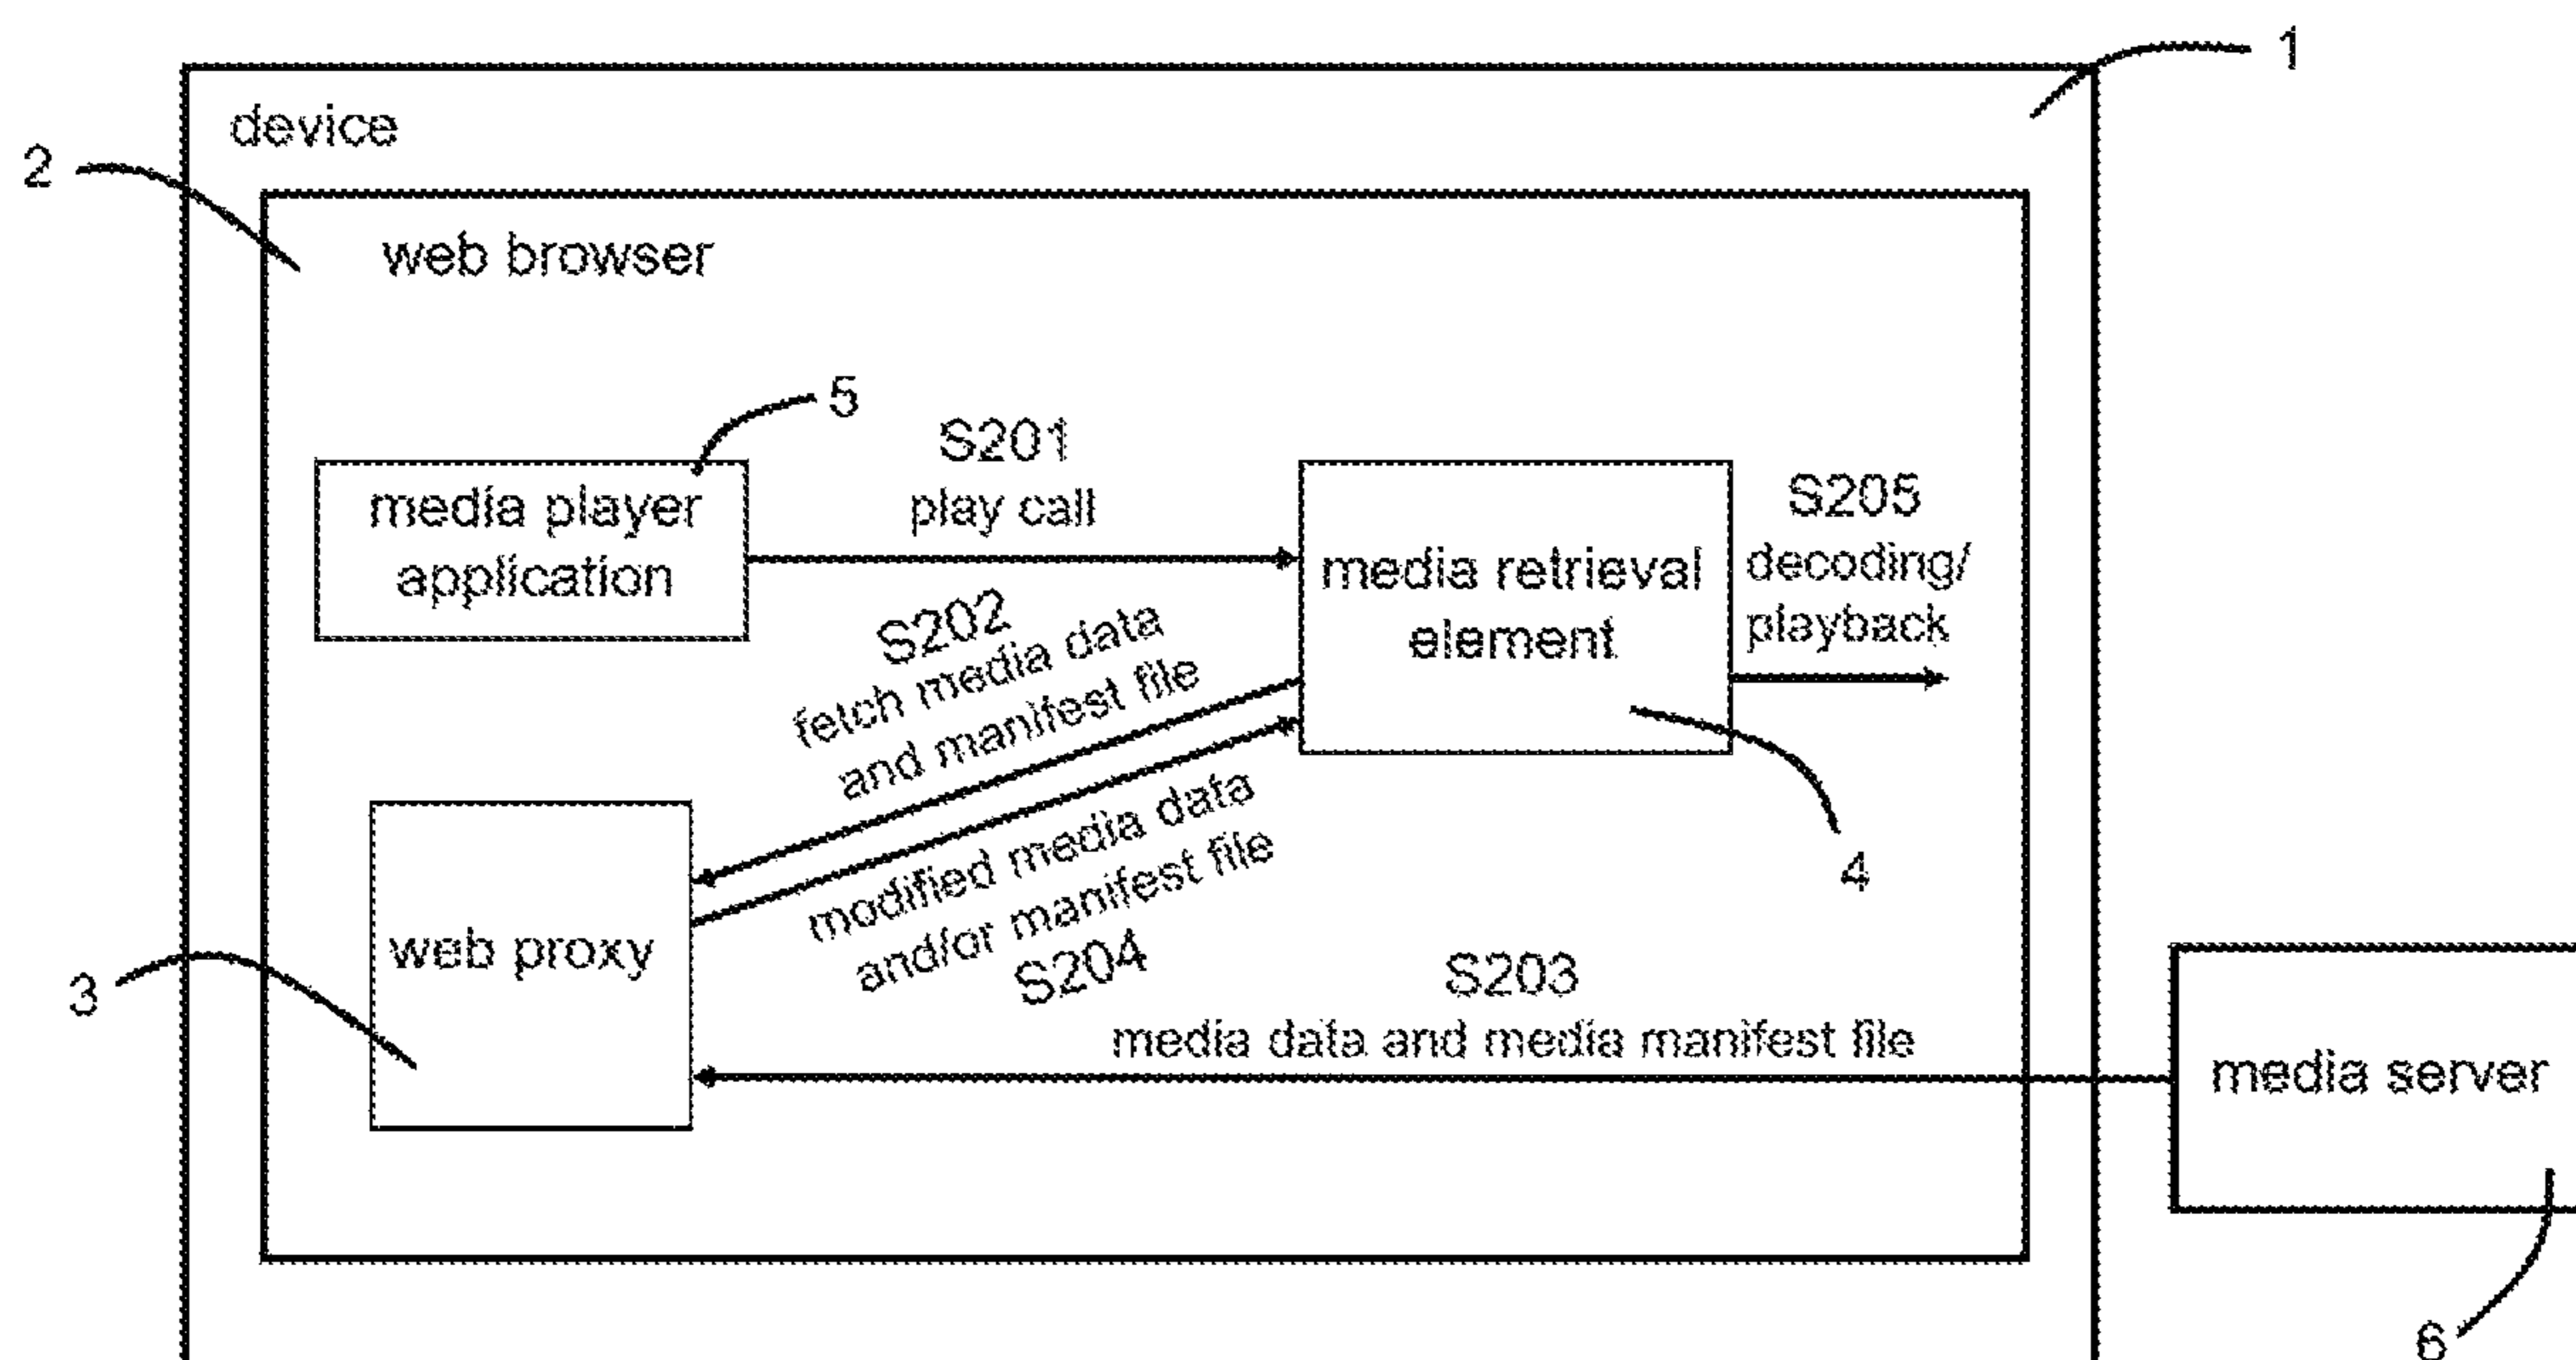 1
device
2
web browser
5
S201
play call
media player
application
S205
decoding/
playback
media retrieval
element
S202
fetch media data
and manifest file
4
modified media data
and/or manifest file
S204
web proxy
3
S203
media data and media manifest file
media server
6